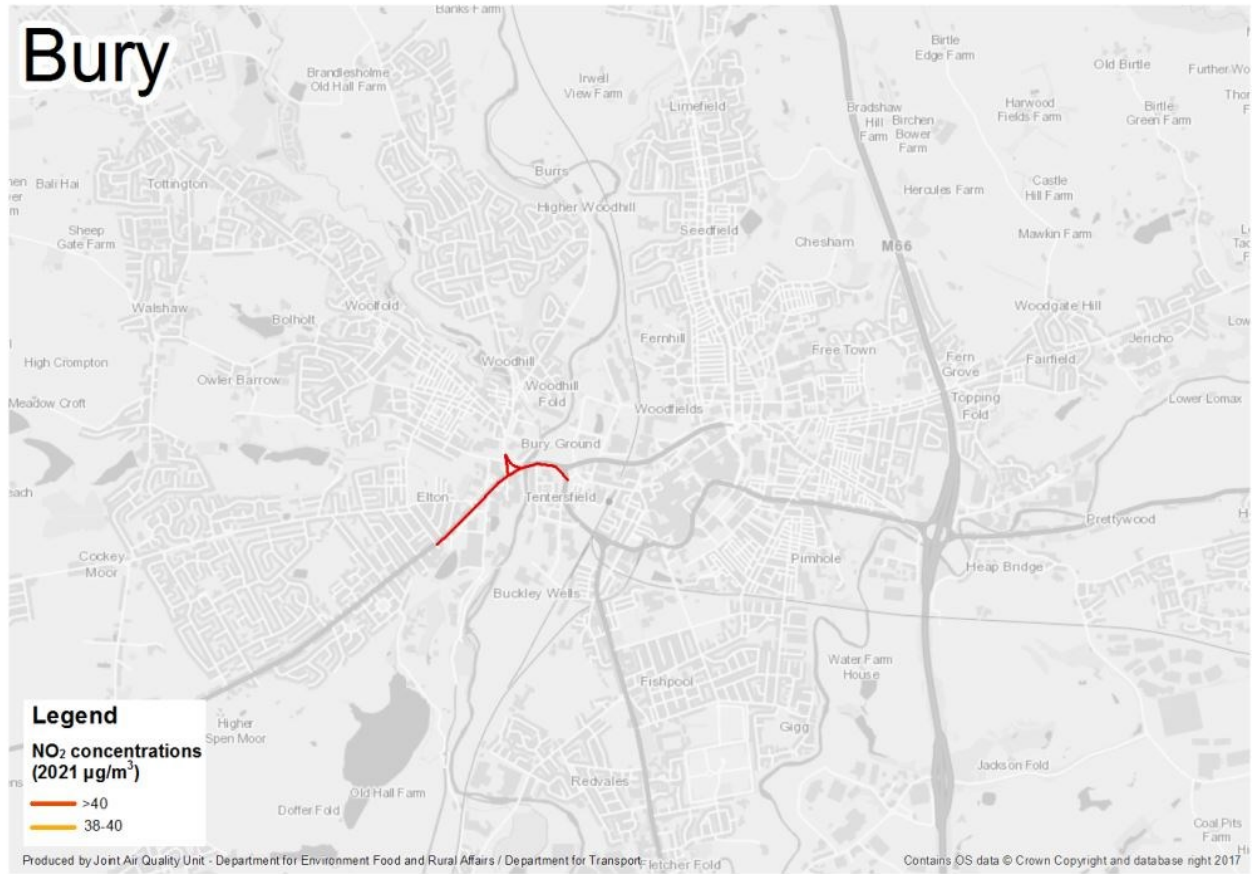 Bury
Banks Farm
Brandlesholme
Old Hall Farm
Irwell
View Farm
Limefield
Birtle
Edge Farm
Old Birtle
Further Wo
Bradshaw
Hill
Farm
Birchen
Bower
Farm
Harwood
Fields Farm
Birtle
Green Farm
Thor
F
Bali Hai
Tottington
Burrs
Higher Woodhill
Hercules Farm
Castle
Hill Farm
Sheep
Gate Farm
Seedfield
Chesham
M66
Mawkin Farm
Walshaw
Woolfold
Bolholt
Woodgate Hill
High Crompton
Woodhill
Fernhill
Free Town
Fern
Grove
Fairfield
Jericho
Owler Barrow
Woodhill
Fold
Topping
Fold
Meadow Croft
Woodfields
Lower Lomax
Bury Ground
Elton
Tentersfield
Prettywood
Cockey
Moor
Pimhole
Heap Bridge
Buckley Wells
Water Farm
House
Fishpool
Higher
Spen Moor
Gigg
Redvales
Jackson Fold
Old Hall Farm
Doffer Fold
Coal Pits
Farm
Fletcher Fold
Legend
NO₂ concentrations
(2021 µg/m³)
>40
38-40
Produced by Joint Air Quality Unit - Department for Environment Food and Rural Affairs / Department for Transport
Contains OS data © Crown Copyright and database right 2017